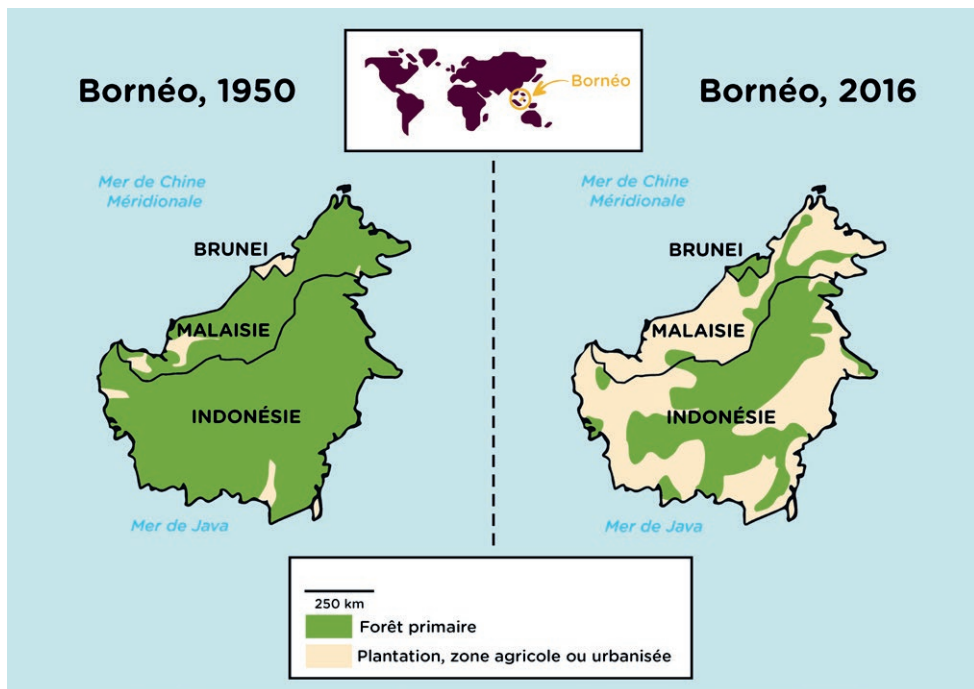 Bornéo, 1950
Bornéo
Bornéo, 2016
Mer de Chine
Méridionale
BRUNEI
MALAISIE
INDONÉSIE
Mer de Java
Mer de Chine
Méridionale
BRUNEI
MALAISIE
INDONÉSIE
Mer de Java
250 km
Forêt primaire
Plantation, zone agricole ou urbanisée